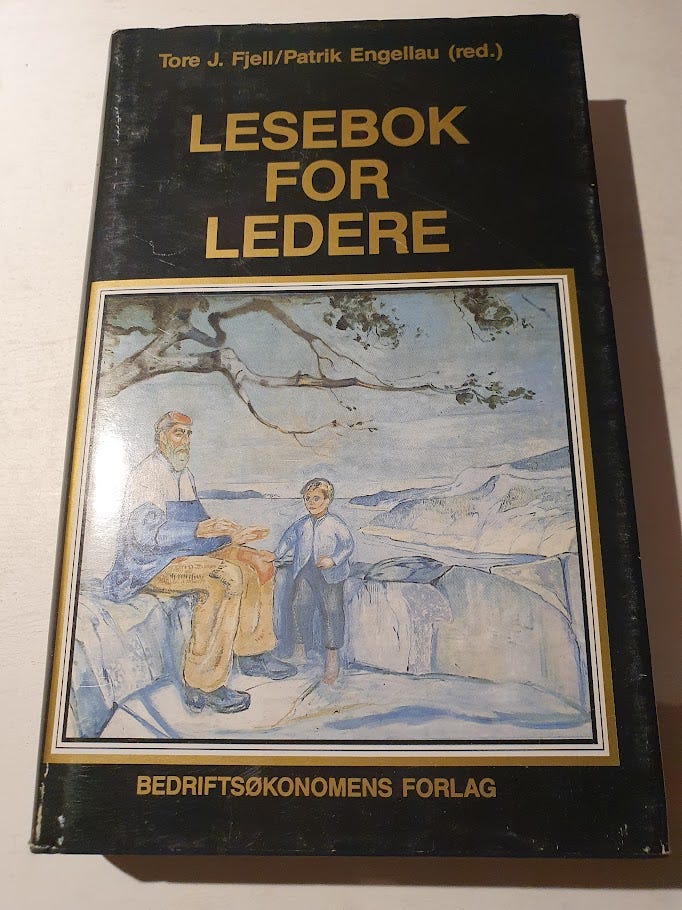 Tore J. Fjell/Patrik Engellau (red.)
LESEBOK
FOR
LEDERE
BEDRIFTSØKONOMENS FORLAG